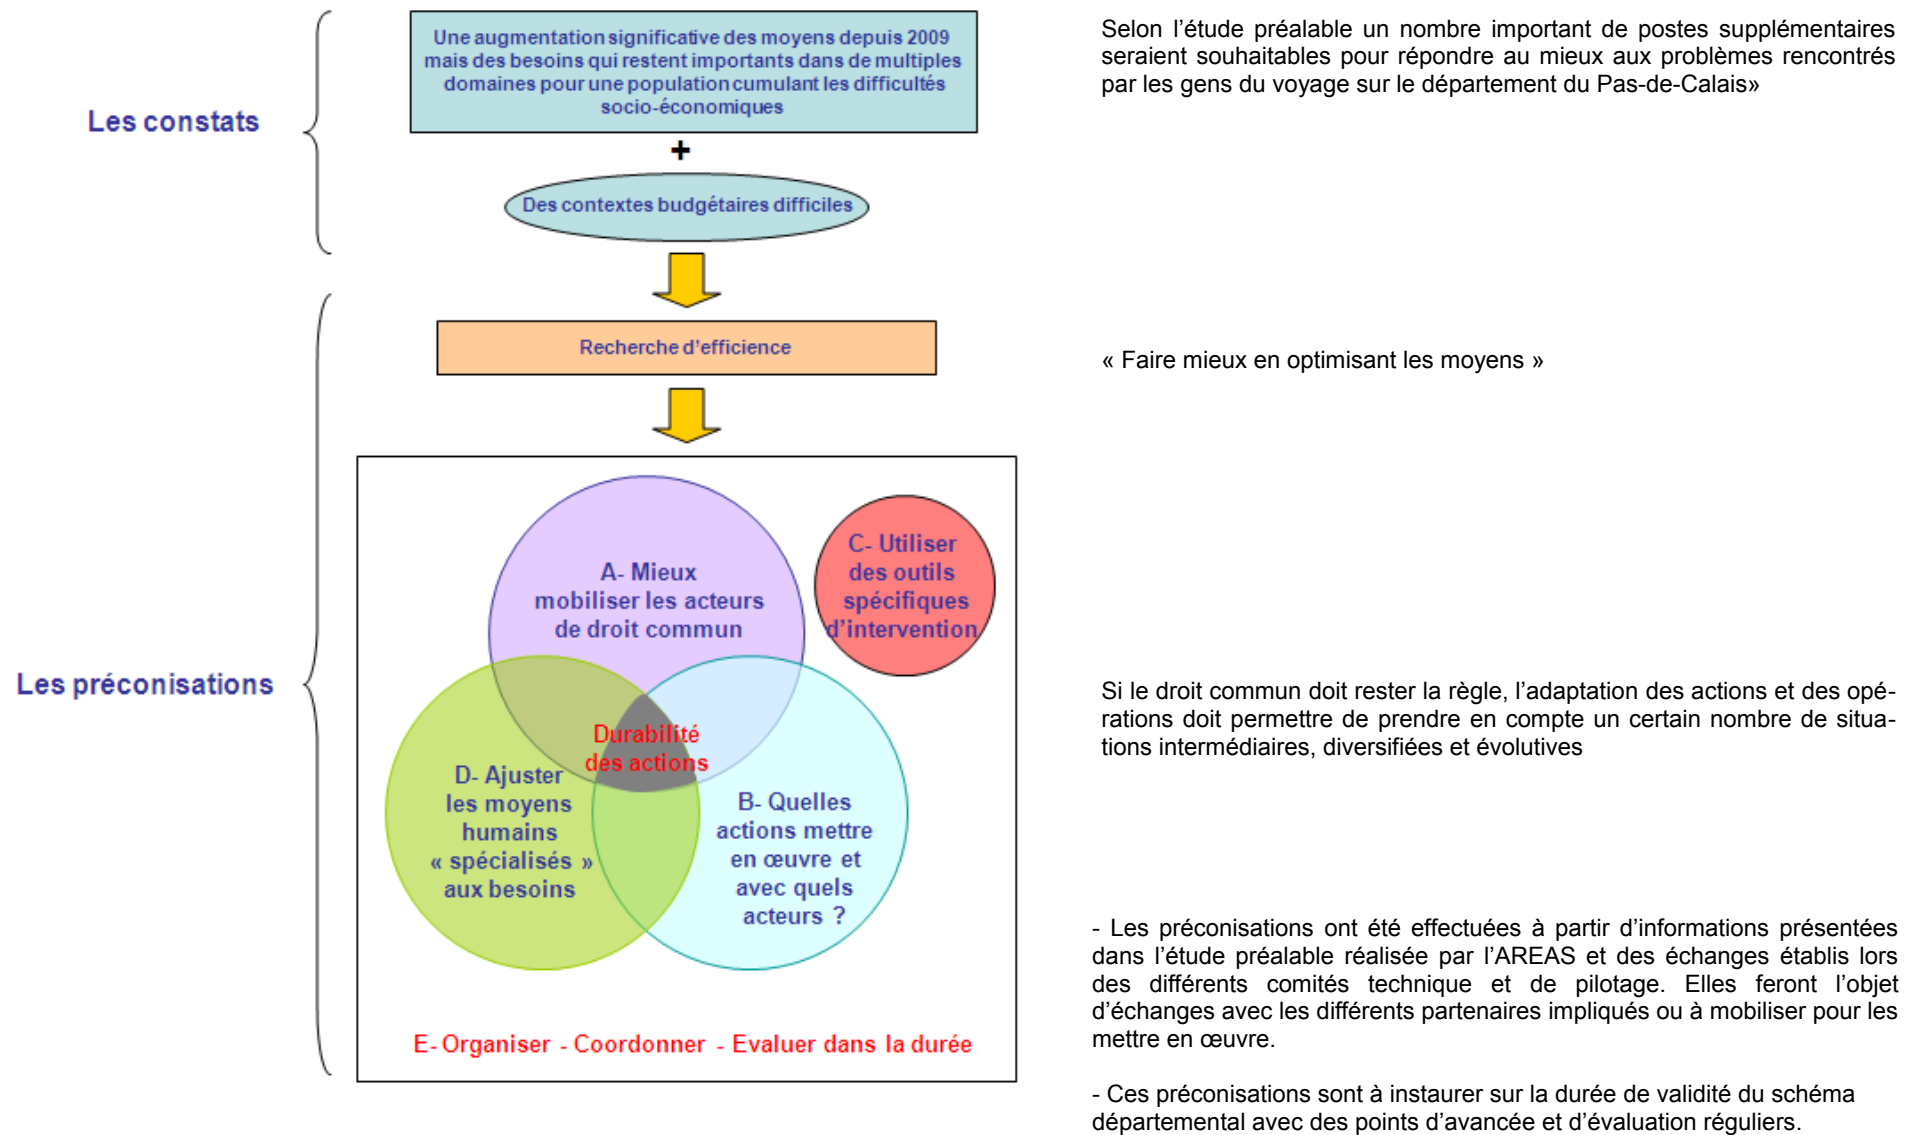 Les constats
Une augmentation significative des moyens depuis 2009
mais des besoins qui restent importants dans de multiples
domaines pour une population cumulant les difficultés
socio-économiques
+
Des contextes budgétaires difficiles
Selon l’étude préalable un nombre important de postes supplémentaires
seraient souhaitables pour répondre au mieux aux problèmes rencontrés
par les gens du voyage sur le département du Pas-de-Calais»
Les préconisations
Recherche d’efficience
« Faire mieux en optimisant les moyens »
A- Mieux
mobiliser les acteurs
de droit commun
C- Utiliser
des outils
spécifiques
d’intervention
Durabilité
des actions
D- Ajuster
les moyens
humains
« spécialisés »
aux besoins
B- Quelles
actions mettre
en œuvre et
avec quels
acteurs ?
E- Organiser - Coordonner - Evaluer dans la durée
Si le droit commun doit rester la règle, l’adaptation des actions et des opé-
rations doit permettre de prendre en compte un certain nombre de situa-
tions intermédiaires, diversifiées et évolutives
- Les préconisations ont été effectuées à partir d’informations présentées
dans l’étude préalable réalisée par l’AREAS et des échanges établis lors
des différents comités technique et de pilotage. Elles feront l’objet
d’échanges avec les différents partenaires impliqués ou à mobiliser pour les
mettre en œuvre.
- Ces préconisations sont à instaurer sur la durée de validité du schéma
départemental avec des points d’avancée et d’évaluation réguliers.